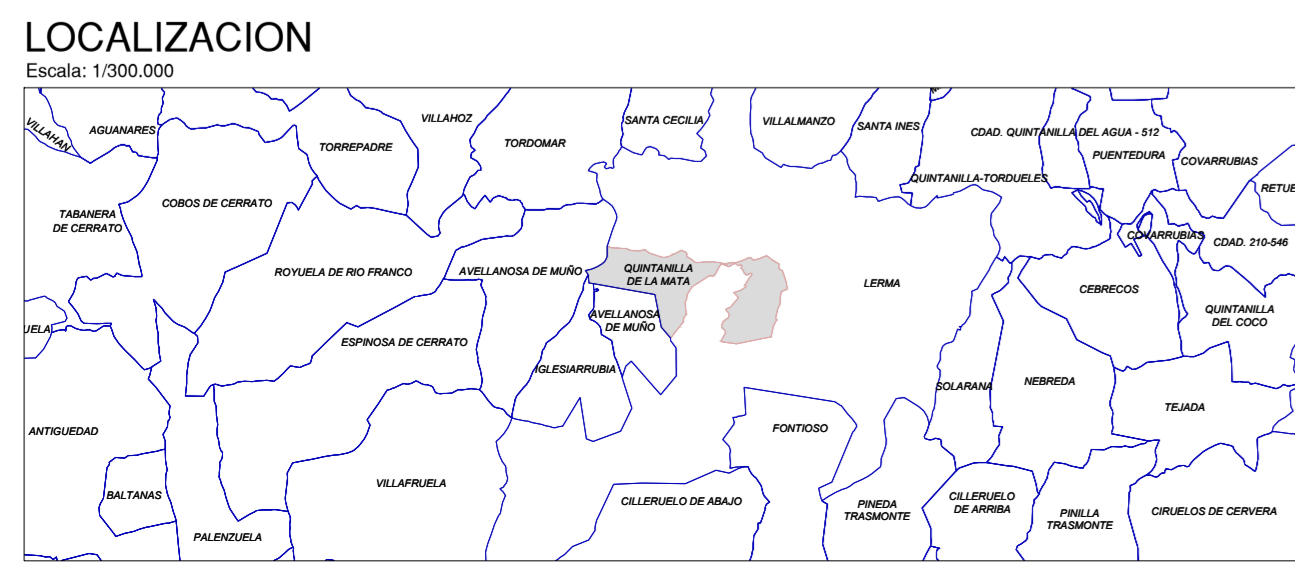 LOCALIZACION
Escala: 1/300.000
VILLAHAN
AGUANARES
TORREPADRE
VILLAHOZ
TORDOMAR
SANTA CECILIA
VILLALMANZO
SANTA INES
CDAD. QUINTANILLA DEL AGUA - 512
PUENTEDURA
COVARRUBIAS
QUINTANILLA-TORDUELES
RETUE
TABANERA
DE CERRATO
COBOS DE CERRATO
COVARRUBIAS
CDAD. 210-546
ROYUELA DE RIO FRANCO
AVELLANOSA DE MUÑO
QUINTANILLA
DE LA MATA
LERMA
CEBRECOS
QUINTANILLA
DEL COCO
UELA
ESPINOSA DE CERRATO
AVELLANOSA
DE MUÑO
IGLESIARRUBIA
SOLARANA
NEBREDA
TEJADA
ANTIGUEDAD
FONTIOSO
BALTANAS
VILLAFRUELA
CILLERUELO DE ABAJO
PINEDA
TRASMONTE
CILLERUELO
DE ARRIBA
PINILLA
TRASMONTE
CIRUELOS DE CERVERA
PALENZUELA